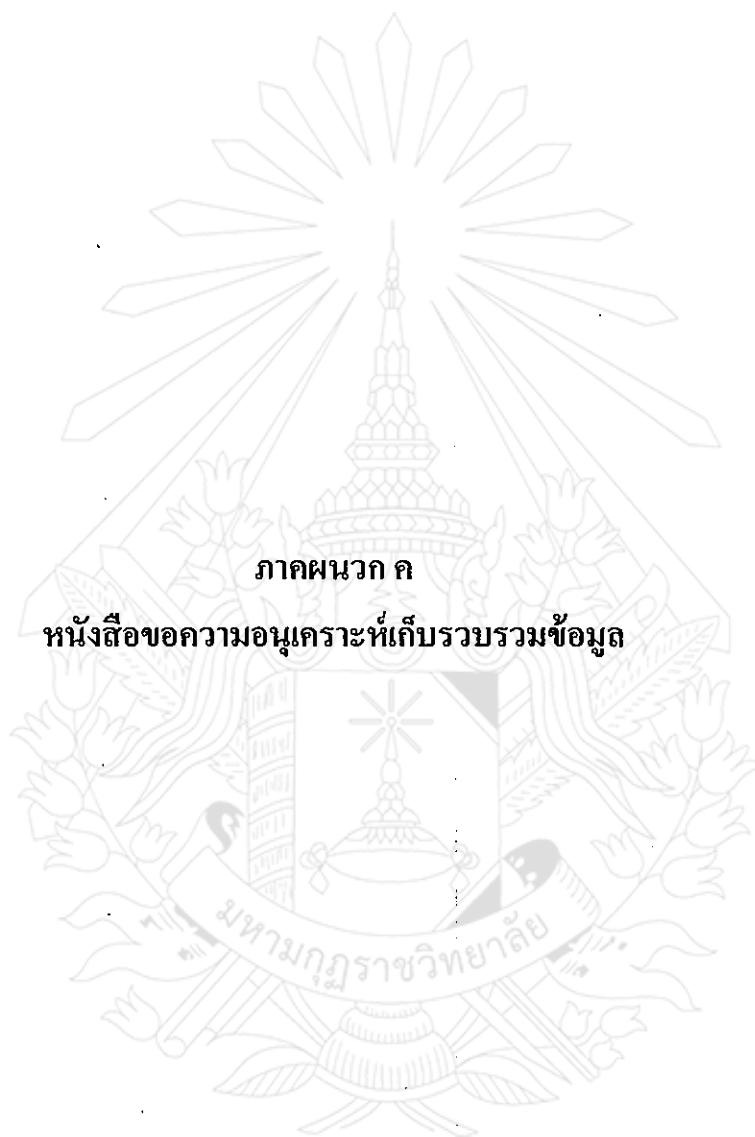 ภาคผนวก ค
หนังสือขอความอนุเคราะห์เก็บรวบรวมข้อมูล
มหามกุฏราชวิทยาลัย